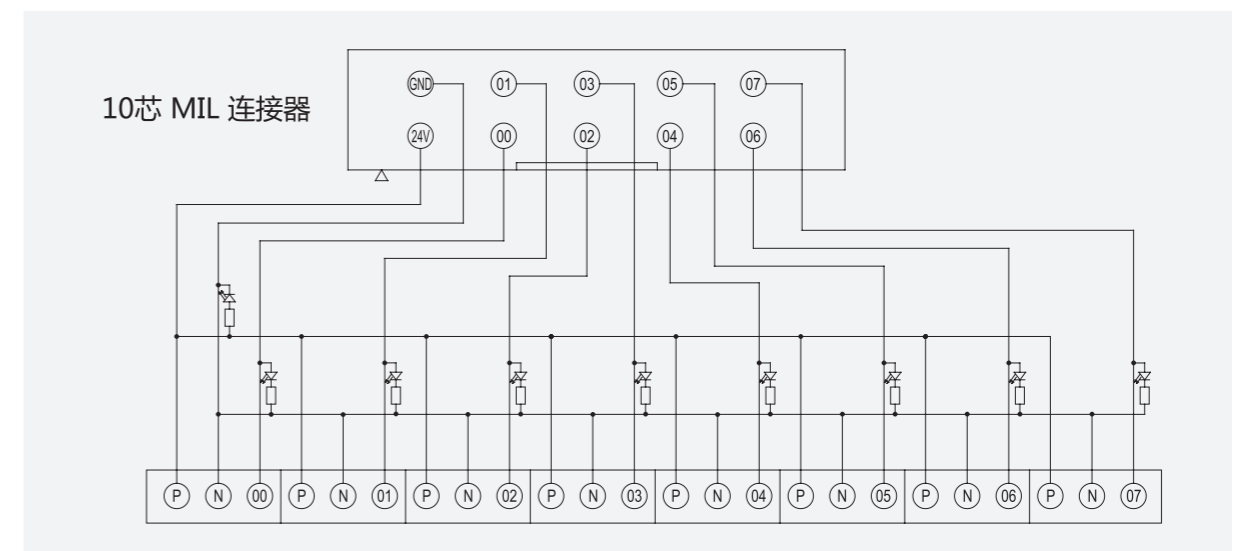 GND 01 03 05 07
10芯 MIL 连接器
24V 00 02 04 06
P N 00 P N 01 P N 02 P N 03 P N 04 P N 05 P N 06 P N 07